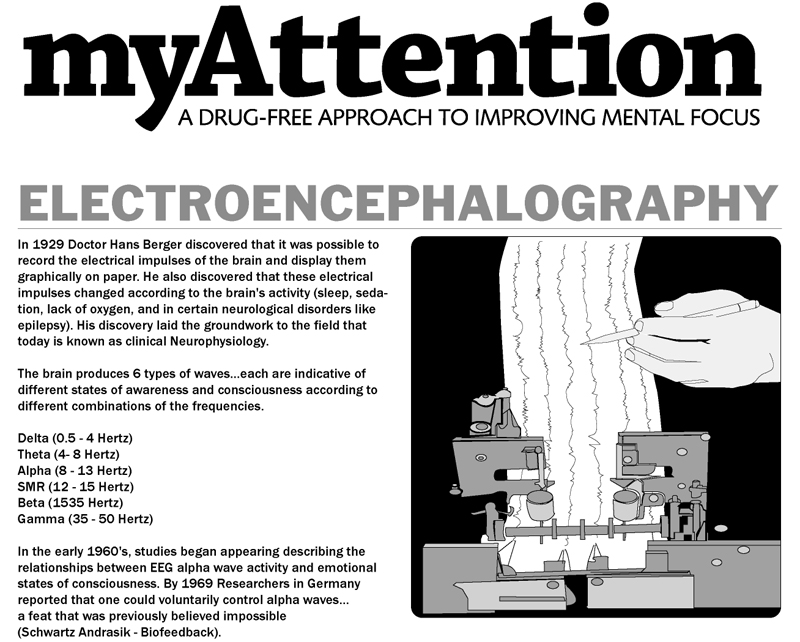 myAttention
A DRUG-FREE APPROACH TO IMPROVING MENTAL FOCUS
ELECTROENCEPHALOGRAPHY
In 1929 Doctor Hans Berger discovered that it was possible to
record the electrical impulses of the brain and display them
graphically on paper. He also discovered that these electrical
impulses changed according to the brain's activity (sleep, seda-
tion, lack of oxygen, and in certain neurological disorders like
epilepsy). His discovery laid the groundwork to the field that
today is known as clinical Neurophysiology.
The brain produces 6 types of waves...each are indicative of
different states of awareness and consciousness according to
different combinations of the frequencies.
Delta (0.5 - 4 Hertz)
Theta (4- 8 Hertz)
Alpha (8 - 13 Hertz)
SMR (12 - 15 Hertz)
Beta (1535 Hertz)
Gamma (35 - 50 Hertz)
In the early 1960's, studies began appearing describing the
relationships between EEG alpha wave activity and emotional
states of consciousness. By 1969 Researchers in Germany
reported that one could voluntarily control alpha waves...
a feat that was previously believed impossible
(Schwartz Andrasik - Biofeedback).